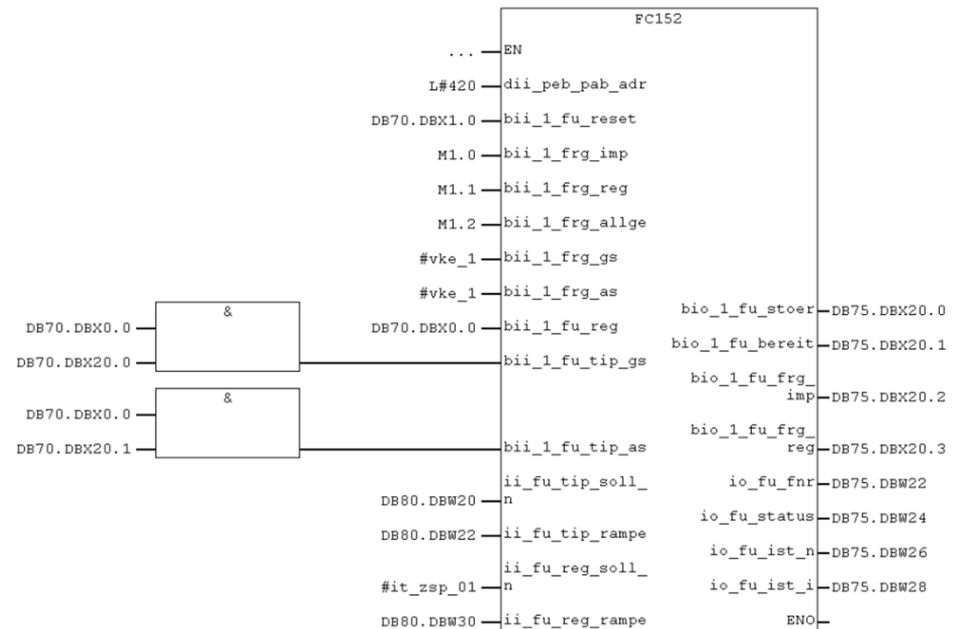 FC152
... EN
L#420 dii_peb_pab_adr
DB70.DBX1.0 bii_1_fu_reset
M1.0 bii_1_frg_imp
M1.1 bii_1_frg_reg
M1.2 bii_1_frg_allge
#vke_1 bii_1_frg_gs
#vke_1 bii_1_frg_as
& bio_1_fu_stoer DB75.DBX20.0
DB70.DBX0.0 DB70.DBX0.0 bii_1_fu_reg
bio_1_fu_bereit DB75.DBX20.1
DB70.DBX20.0 bii_1_fu_tip_gs
bio_1_fu_frg_
& imp DB75.DBX20.2
DB70.DBX0.0
bio_1_fu_frg_
DB70.DBX20.1 bii_1_fu_tip_as reg DB75.DBX20.3
ii_fu_tip_soll_ io_fu_fnr DB75.DBW22
DB80.DBW20 n
io_fu_status DB75.DBW24
DB80.DBW22 ii_fu_tip_rampe
io_fu_ist_n DB75.DBW26
ii_fu_reg_soll_
#it_zsp_01 n io_fu_ist_i DB75.DBW28
DB80.DBW30 ii_fu_reg_rampe ENO